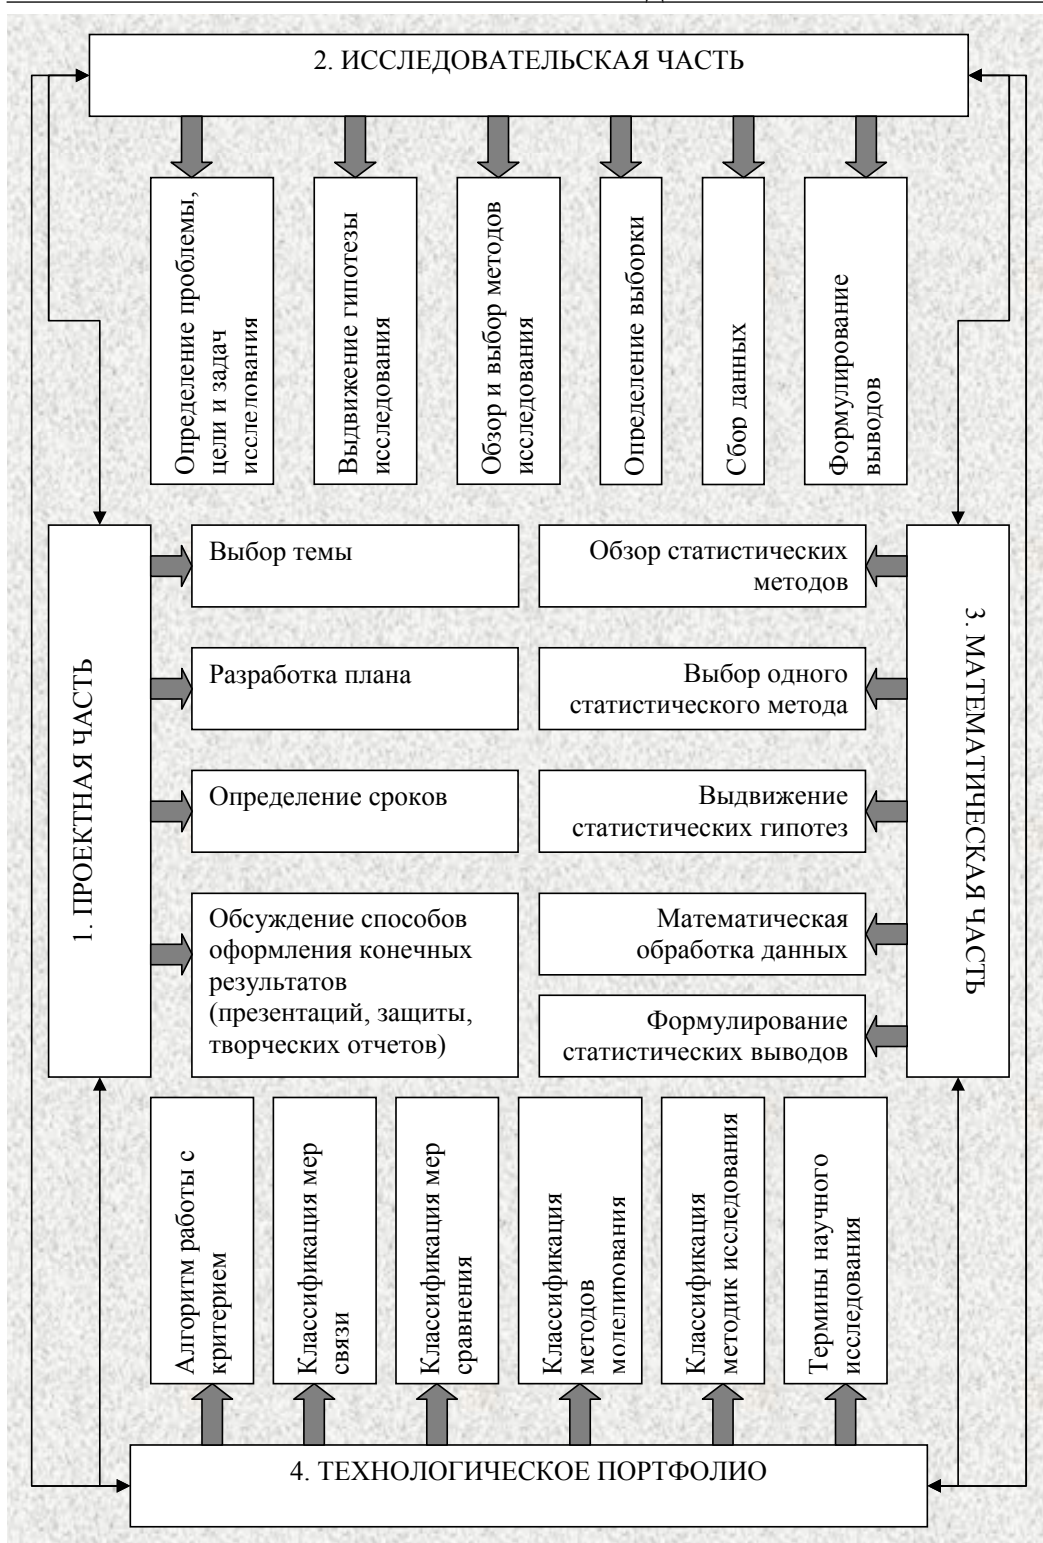 2. ИССЛЕДОВАТЕЛЬСКАЯ ЧАСТЬ
Определение проблемы,
цели и задач
исследования
Выдвижение гипотезы
исследования
Обзор и выбор методов
исследования
Определение выборки
Сбор данных
Формулирование
выводов
1. ПРОЕКТНАЯ ЧАСТЬ
Выбор темы
Разработка плана
Определение сроков
Обсуждение способов
оформления конечных
результатов
(презентаций, защиты,
творческих отчетов)
Обзор статистических
методов
Выбор одного
статистического метода
Выдвижение
статистических гипотез
Математическая
обработка данных
Формулирование
статистических выводов
3. МАТЕМАТИЧЕСКАЯ ЧАСТЬ
Алгоритм работы с
критерием
Классификация мер
связи
Классификация мер
сравнения
Классификация
методов
моделирования
Классификация
методик исследования
Термины научного
исследования
4. ТЕХНОЛОГИЧЕСКОЕ ПОРТФОЛИО